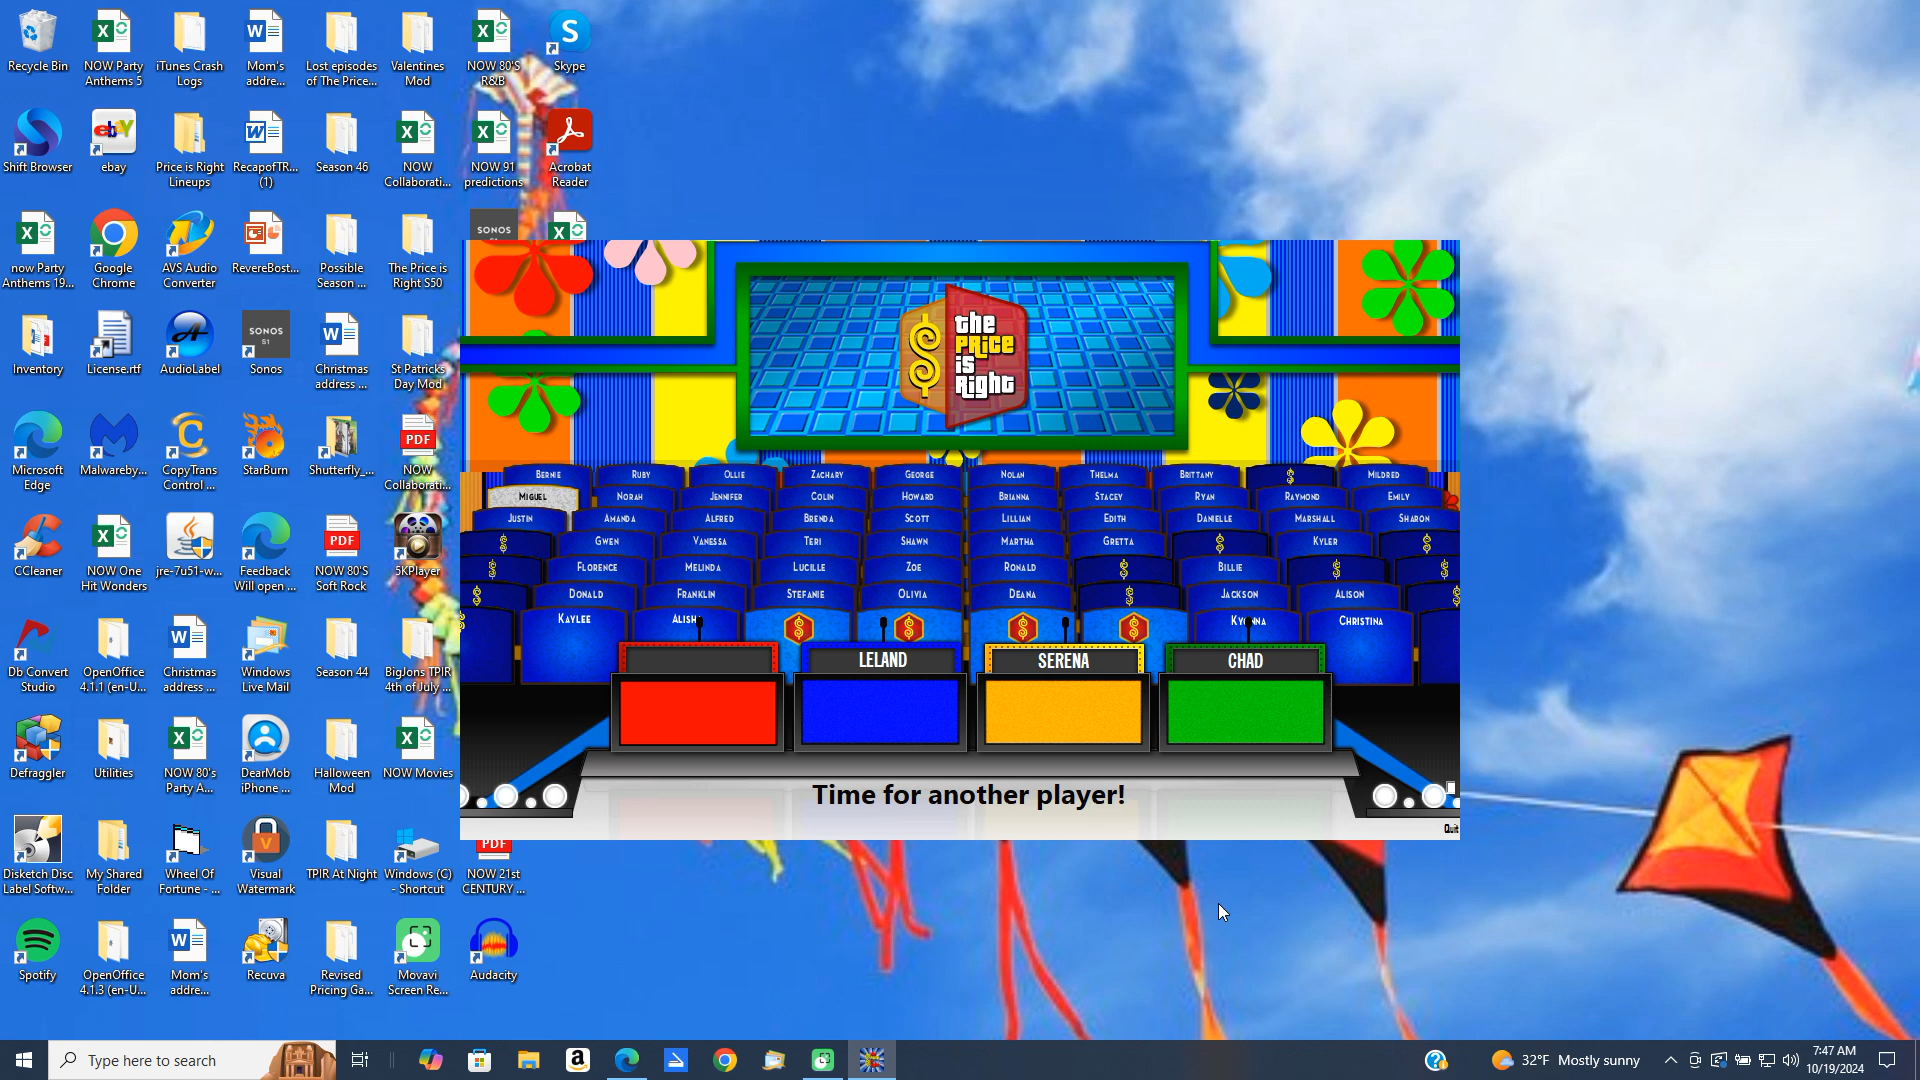 Recycle Bin
NOW Party
Anthems 5
iTunes Crash
Logs
Mom's
addre...
Lost episodes
of The Price...
Valentines
Mod
NOW 80'S
R&B
Skype
Shift Browser
ebay
Price is Right
Lineups
RecapofTR...
(1)
Season 46
NOW
Collaborati...
NOW 91
predictions
Acrobat
Reader
now Party
Anthems 19...
Google
Chrome
AVS Audio
Converter
RevereBost...
Possible
Season ...
The Price is
Right S50
SONOS
S1
Inventory
License.rtf
AudioLabel
SONOS
S1
Sonos
Christmas
address ...
St Patricks
Day Mod
Microsoft
Edge
Malwareby...
CopyTrans
Control ...
StarBurn
Shutterfly_...
PDF
NOW
Collaborati...
CCleaner
NOW One
Hit Wonders
jre-7u51-w...
Feedback
Will open ...
PDF
NOW 80'S
Soft Rock
5KPlayer
Db Convert
Studio
OpenOffice
4.1.1 (en-U...
Christmas
address ...
Windows
Live Mail
Season 44
BigJons TPIR
4th of July ...
Defraggler
Utilities
NOW 80's
Party A...
DearMob
iPhone ...
Halloween
Mod
NOW Movies
Disketch Disc
Label Softw...
My Shared
Folder
Wheel Of
Fortune - ...
Visual
Watermark
TPIR At Night
Windows (C)
- Shortcut
PDF
NOW 21st
CENTURY ...
Spotify
OpenOffice
4.1.3 (en-U...
Mom's
addre...
Recuva
Revised
Pricing Ga...
Movavi
Screen Re...
Audacity
the
PRICE
is
Right
BERNIE RUBY OLLIE ZACHARY GEORGE NOLAN THELMA BRITTANY $ MILDRED
MIGUEL NORAH JENNIFER COLIN HOWARD BRIANNA STACEY RYAN RAYMOND EMILY
JUSTIN AMANDA ALFRED BRENDA SCOTT LILLIAN EDITH DANIELLE MARSHALL SHARON
$ GWEN VANESSA TERI SHAWN MARTHA GRETTA $ KYLER $
$ FLORENCE MELINDA LUCILLE ZOE RONALD $ BILLIE $ $
$ DONALD FRANKLIN STEFANIE OLIVIA DEANA $ JACKSON ALISON $
KAYLEE $ $ $ $ CHRISTINA
LELAND SERENA CHAD
Time for another player!
Quit
Type here to search
32°F Mostly sunny
7:47 AM
10/19/2024